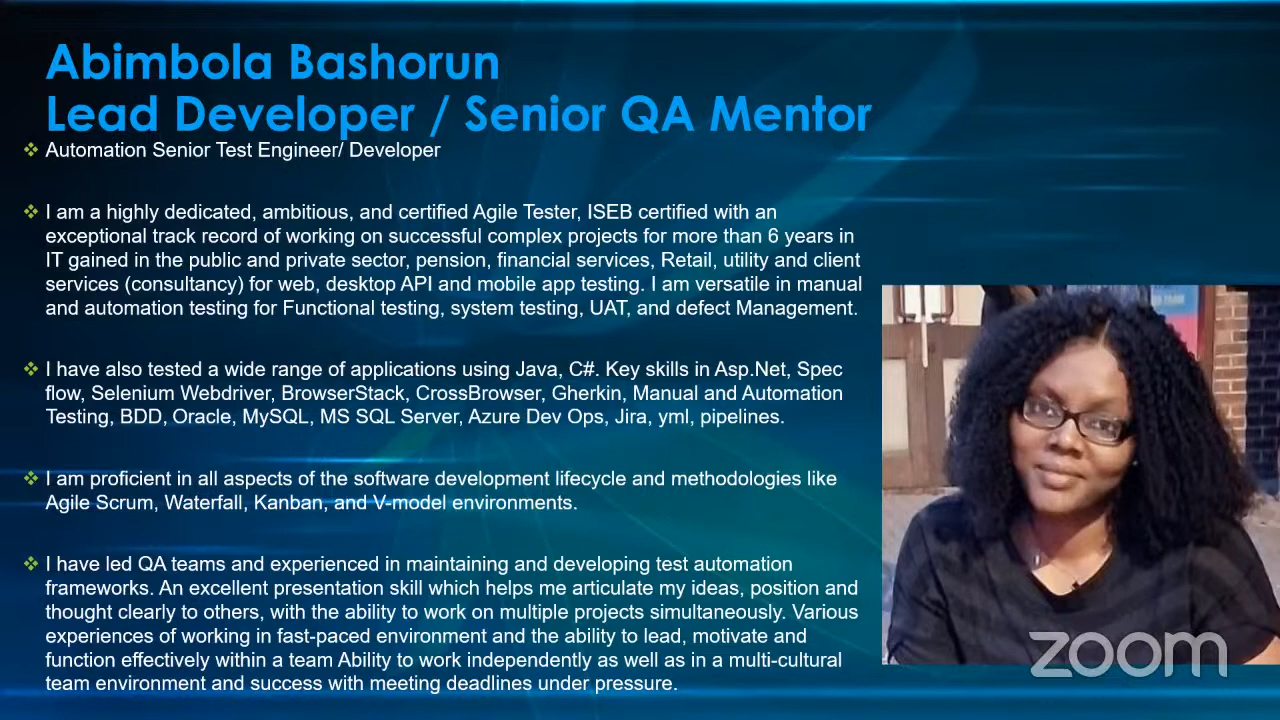 Abimbola Bashorun
Lead Developer / Senior QA Mentor
Automation Senior Test Engineer/ Developer
I am a highly dedicated, ambitious, and certified Agile Tester, ISEB certified with an
exceptional track record of working on successful complex projects for more than 6 years in
IT gained in the public and private sector, pension, financial services, Retail, utility and client
services (consultancy) for web, desktop API and mobile app testing. I am versatile in manual
and automation testing for Functional testing, system testing, UAT, and defect Management.
I have also tested a wide range of applications using Java, C#. Key skills in Asp.Net, Spec
flow, Selenium Webdriver, BrowserStack, CrossBrowser, Gherkin, Manual and Automation
Testing, BDD, Oracle, MySQL, MS SQL Server, Azure Dev Ops, Jira, yml, pipelines.
I am proficient in all aspects of the software development lifecycle and methodologies like
Agile Scrum, Waterfall, Kanban, and V-model environments.
I have led QA teams and experienced in maintaining and developing test automation
frameworks. An excellent presentation skill which helps me articulate my ideas, position and
thought clearly to others, with the ability to work on multiple projects simultaneously. Various
experiences of working in fast-paced environment and the ability to lead, motivate and
function effectively within a team Ability to work independently as well as in a multi-cultural
team environment and success with meeting deadlines under pressure.
zoom